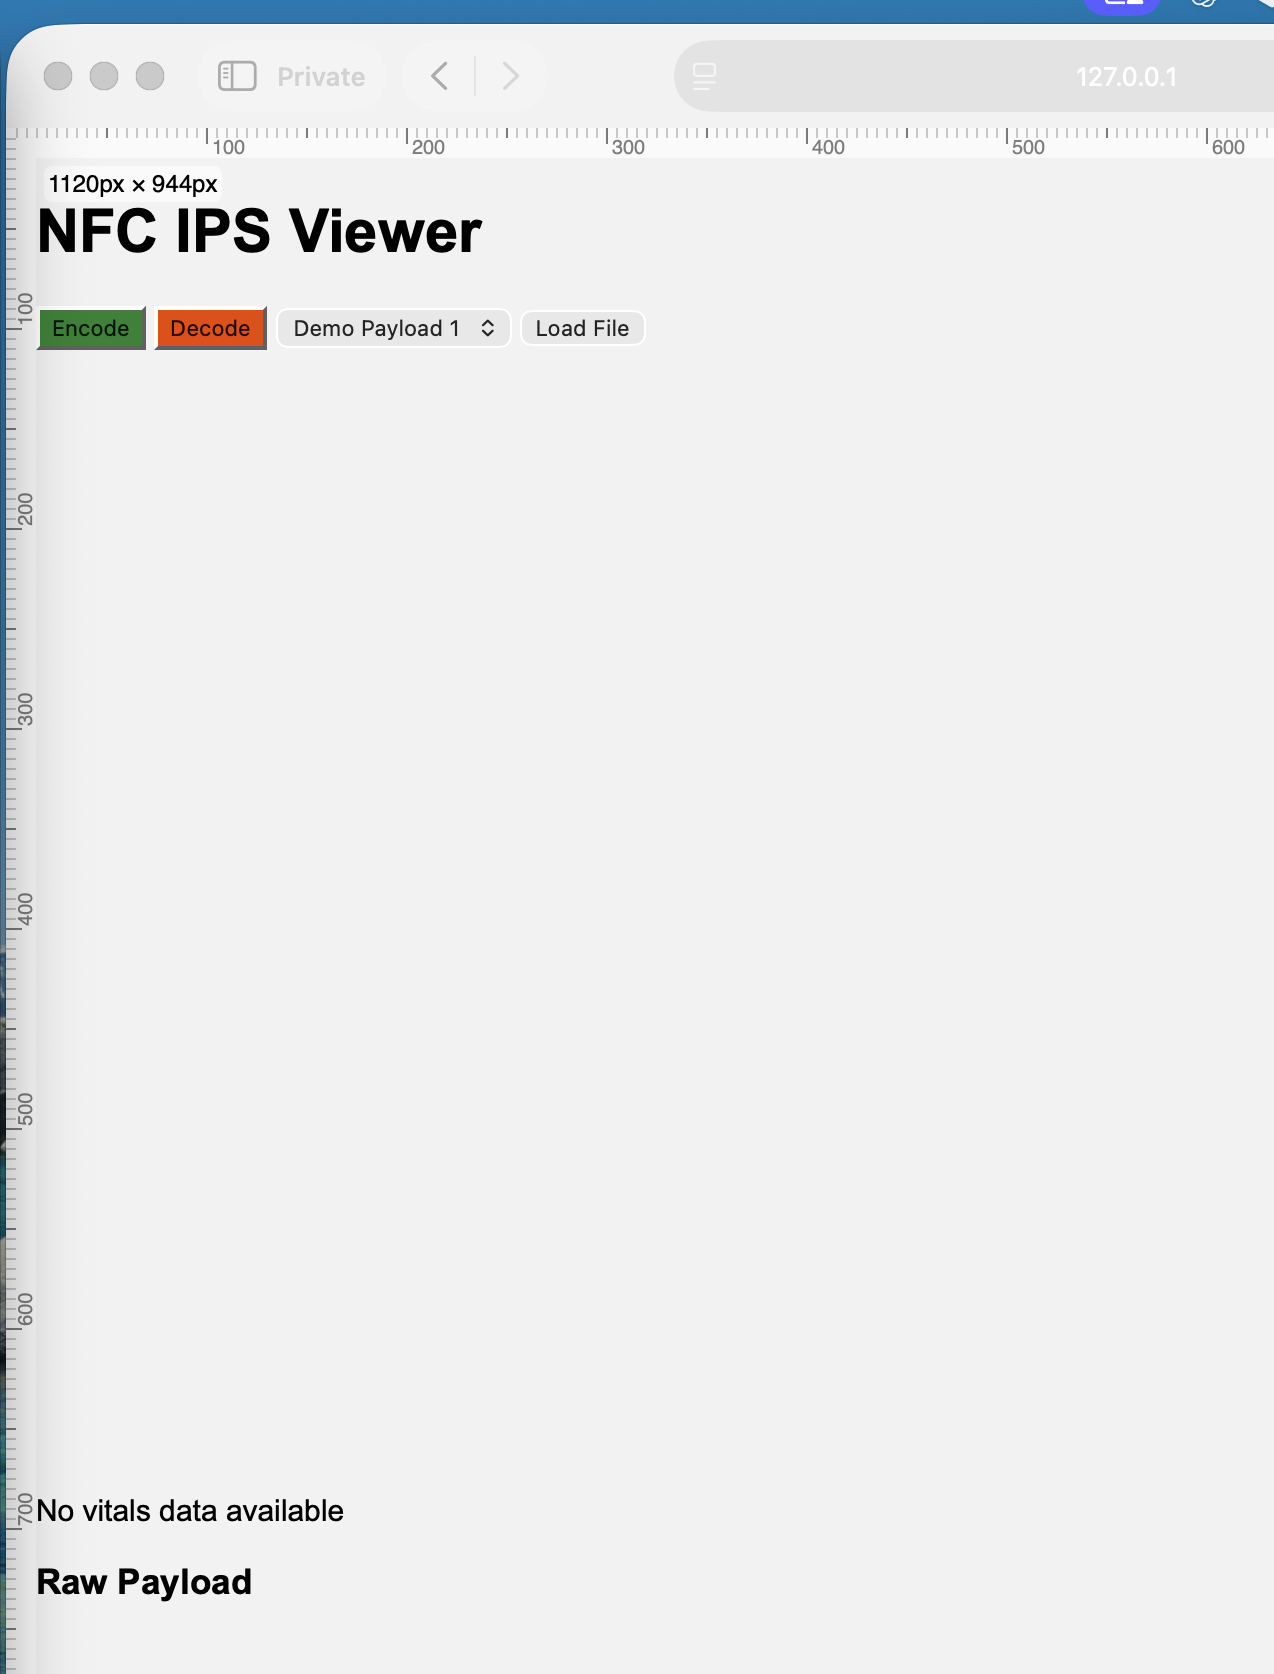 Private
127.0.0.1
100 200 300 400 500 600
1120px × 944px
NFC IPS Viewer
100
Encode Decode Demo Payload 1 Load File
200
300
400
500
600
700
No vitals data available
Raw Payload